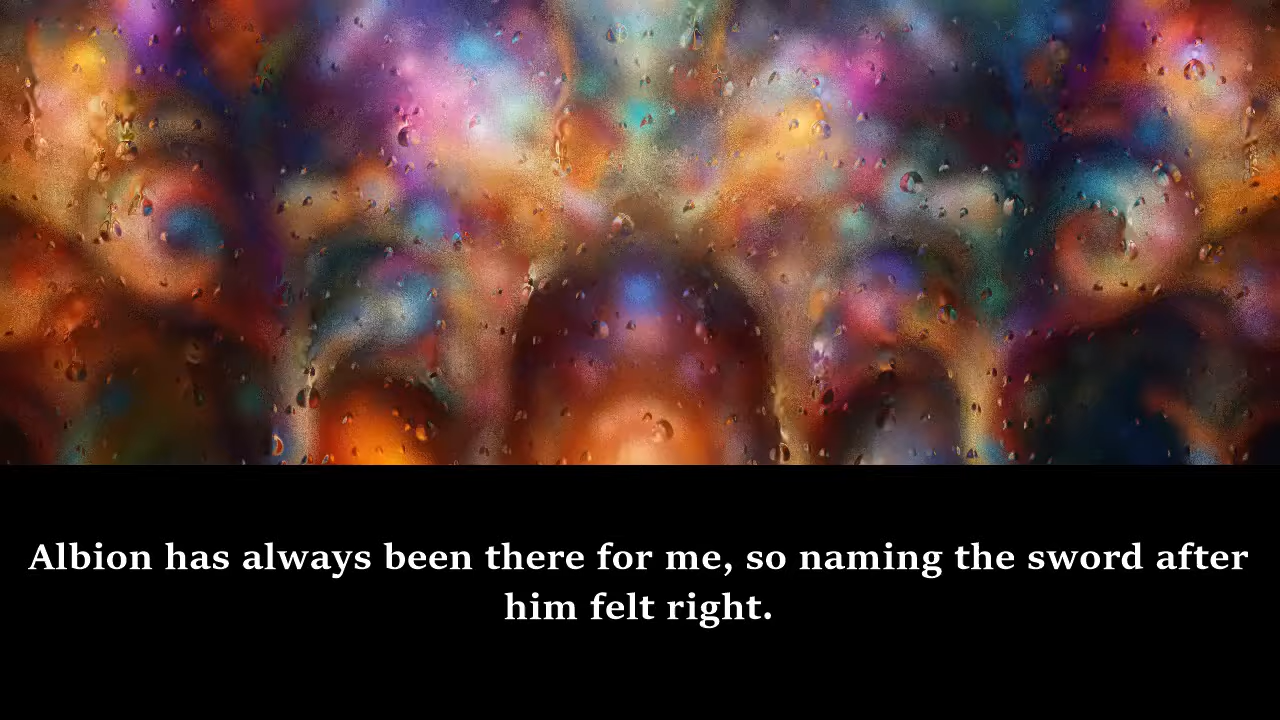 Albion has always been there for me, so naming the sword after
him felt right.